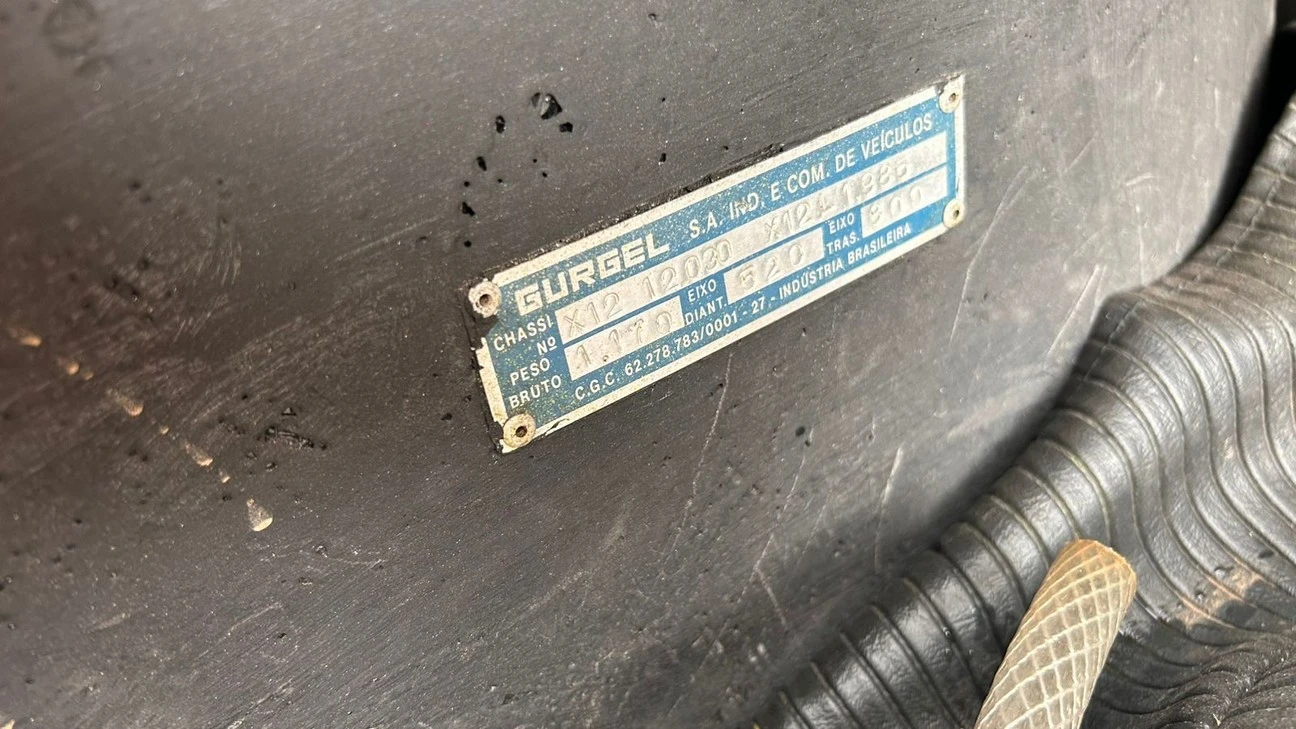 GURGEL S.A. IND. E COM. DE VEÍCULOS
CHASSI Nº X12 12080 X12 - 1985
PESO BRUTO 1.170 EIXO DIANT. 520 EIXO TRAS. 800
C.G.C. 62.278.783/0001 - 27 - INDÚSTRIA BRASILEIRA